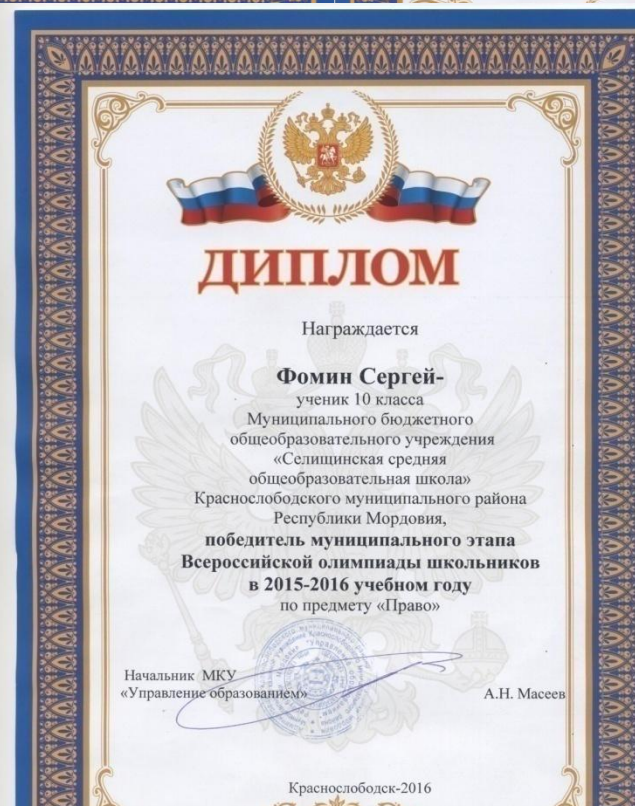 ДИПЛОМ
Награждается
Фомин Сергей-
ученик 10 класса
Муниципального бюджетного
общеобразовательного учреждения
«Селищинская средняя
общеобразовательная школа»
Краснослободского муниципального района
Республики Мордовия,
победитель муниципального этапа
Всероссийской олимпиады школьников
в 2015-2016 учебном году
по предмету «Право»
Начальник МКУ
«Управление образованием»
А.Н. Масеев
Краснослободск-2016